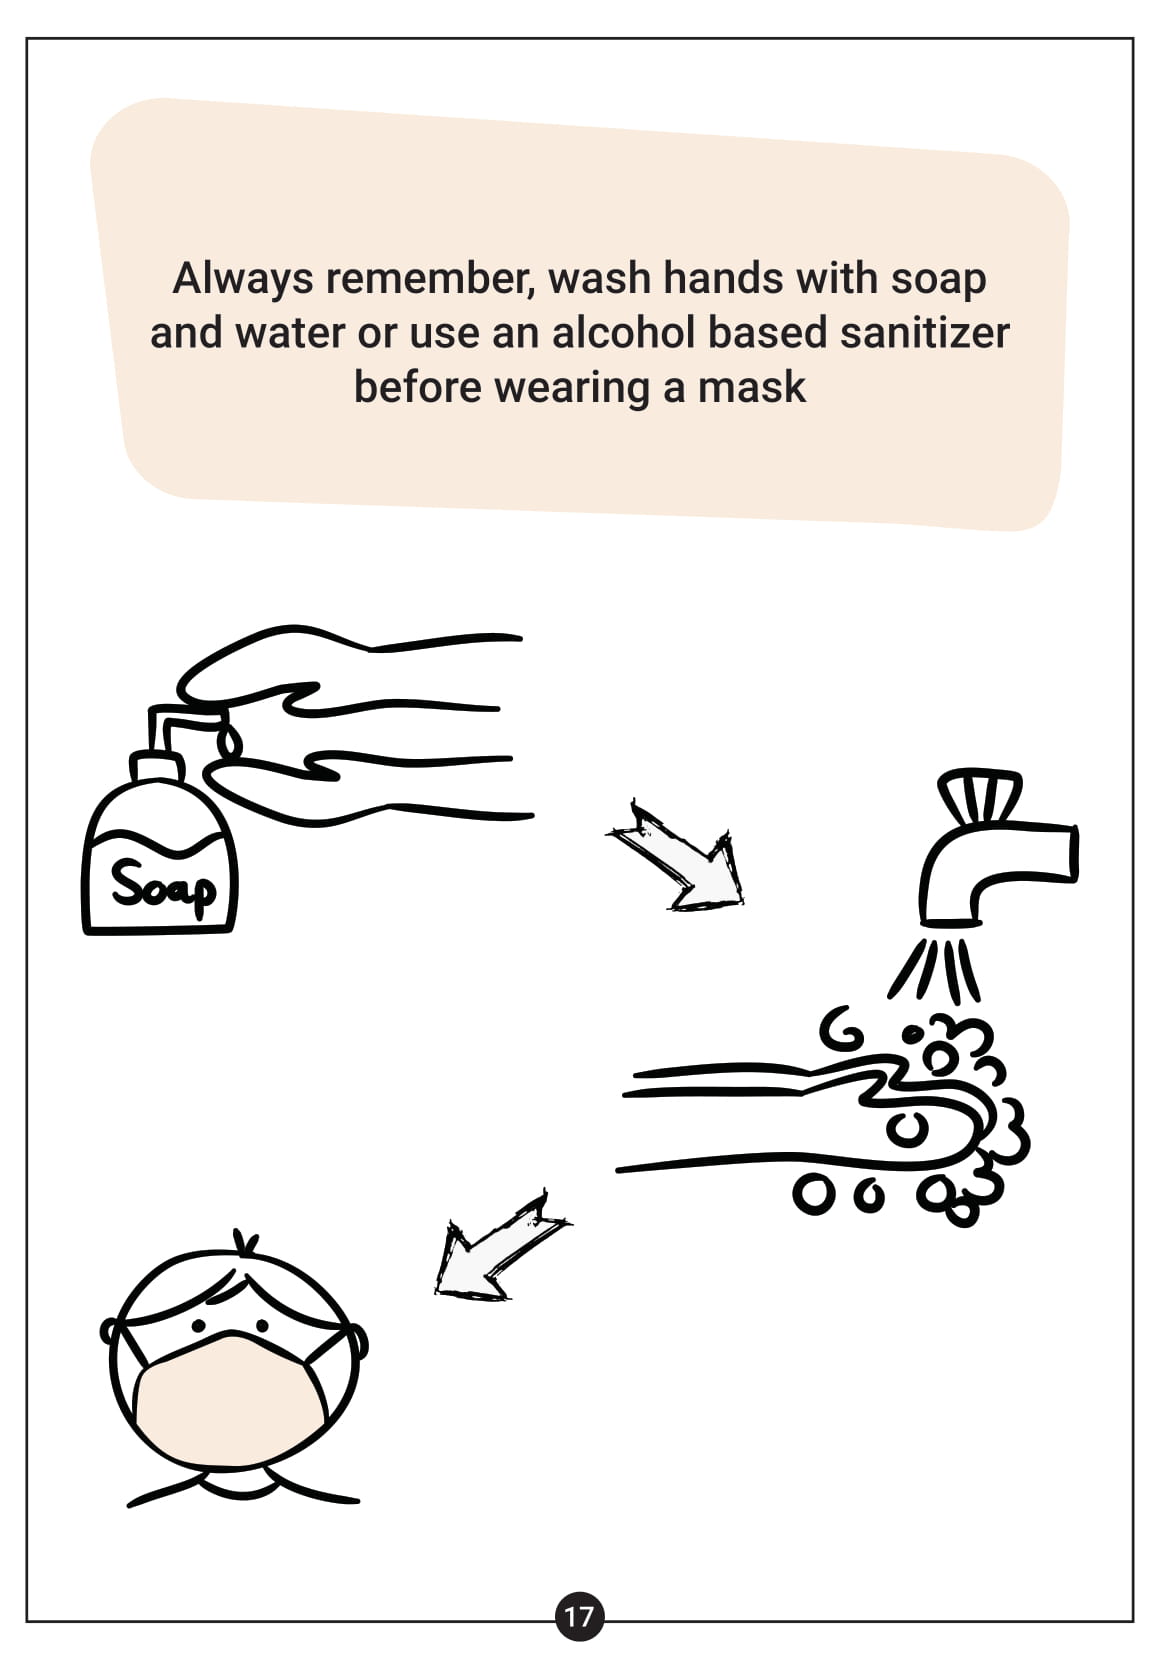 Always remember, wash hands with soap
and water or use an alcohol based sanitizer
before wearing a mask
Soap
17